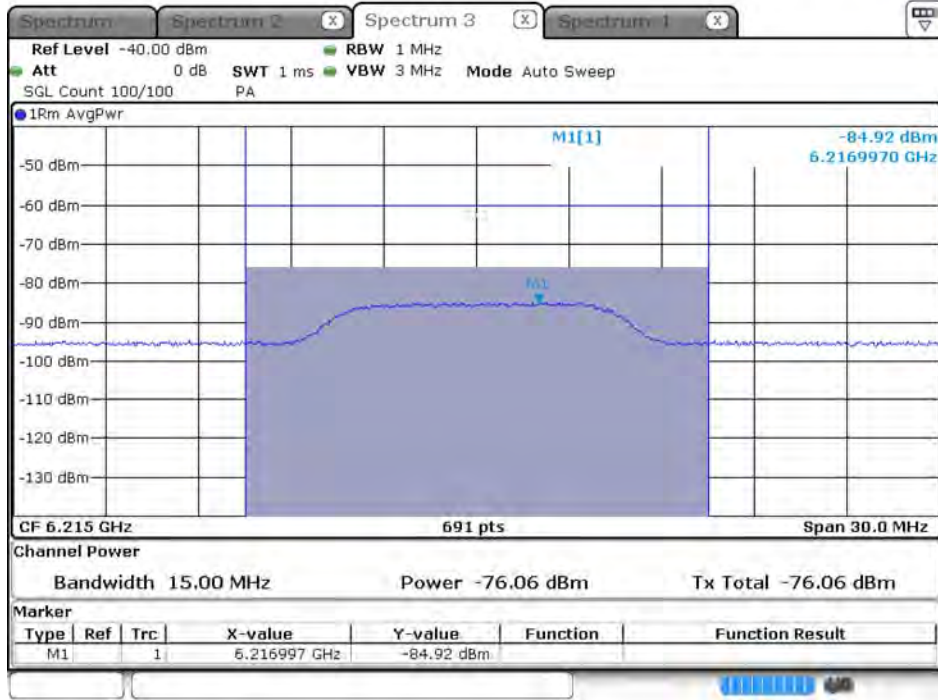 Spectrum Spectrum 2 X Spectrum 3 X Spectrum 1 X
Ref Level -40.00 dBm RBW 1 MHz
Att 0 dB SWT 1 ms VBW 3 MHz Mode Auto Sweep
SGL Count 100/100 PA
1Rm AvgPwr
M1[1] -84.92 dBm
6.2169970 GHz
-50 dBm
-60 dBm
-70 dBm
-80 dBm
M1
-90 dBm
-100 dBm
-110 dBm
-120 dBm
-130 dBm
CF 6.215 GHz 691 pts Span 30.0 MHz
Channel Power
Bandwidth 15.00 MHz Power -76.06 dBm Tx Total -76.06 dBm
Marker
Type Ref Trc X-value Y-value Function Function Result
M1 1 6.216997 GHz -84.92 dBm